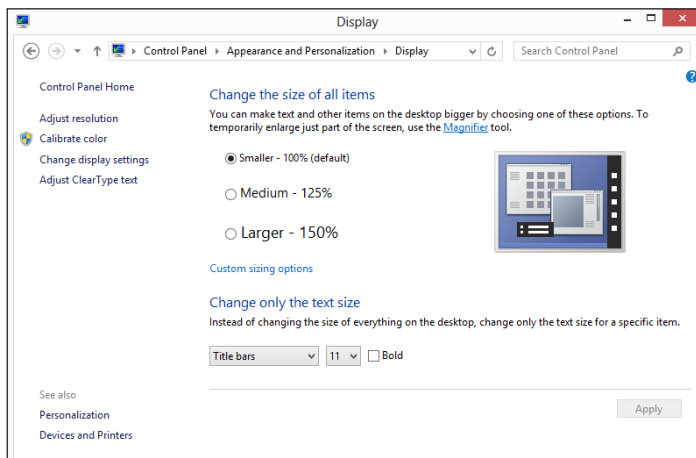 Display
Control Panel Appearance and Personalization Display
Search Control Panel
Control Panel Home
Adjust resolution
Calibrate color
Change display settings
Adjust ClearType text
Change the size of all items
You can make text and other items on the desktop bigger by choosing one of these options. To
temporarily enlarge just part of the screen, use the Magnifier tool.
Smaller - 100% (default)
Medium - 125%
Larger - 150%
Custom sizing options
Change only the text size
Instead of changing the size of everything on the desktop, change only the text size for a specific item.
Title bars 11 Bold
Apply
See also
Personalization
Devices and Printers